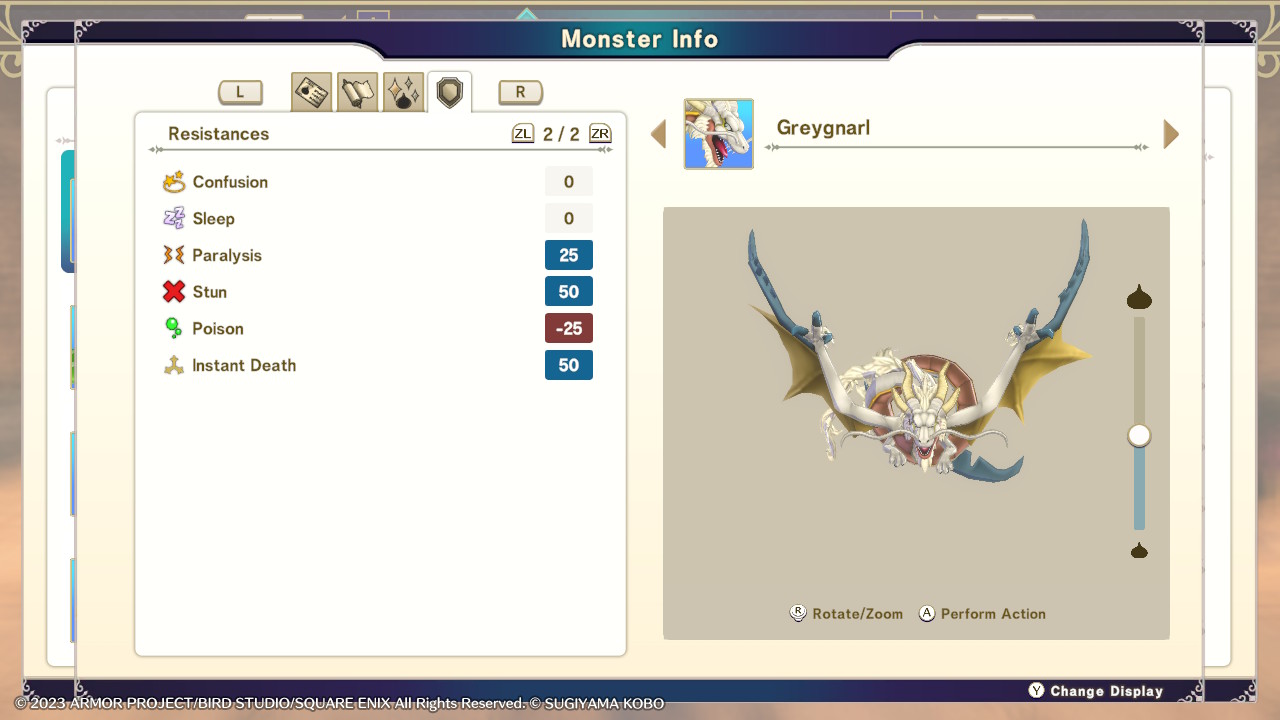 Monster Info
L
R
Resistances ZL 2 / 2 ZR
Confusion 0
Sleep 0
Paralysis 25
Stun 50
Poison -25
Instant Death 50
Greygnarl
R Rotate/Zoom A Perform Action
Y Change Display
© 2023 ARMOR PROJECT/BIRD STUDIO/SQUARE ENIX All Rights Reserved. © SUGIYAMA KOBO